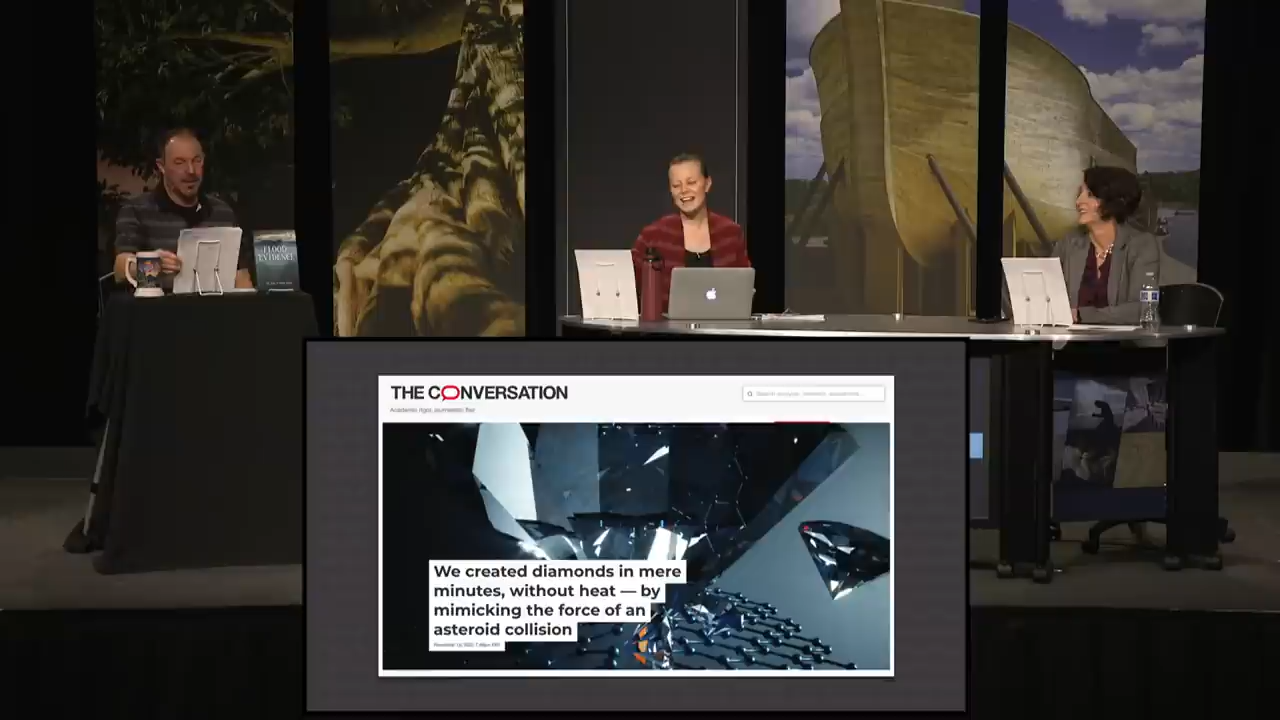 FLOOD
EVIDENCE
THE CONVERSATION
Academic rigor, journalistic flair
We created diamonds in mere
minutes, without heat — by
mimicking the force of an
asteroid collision